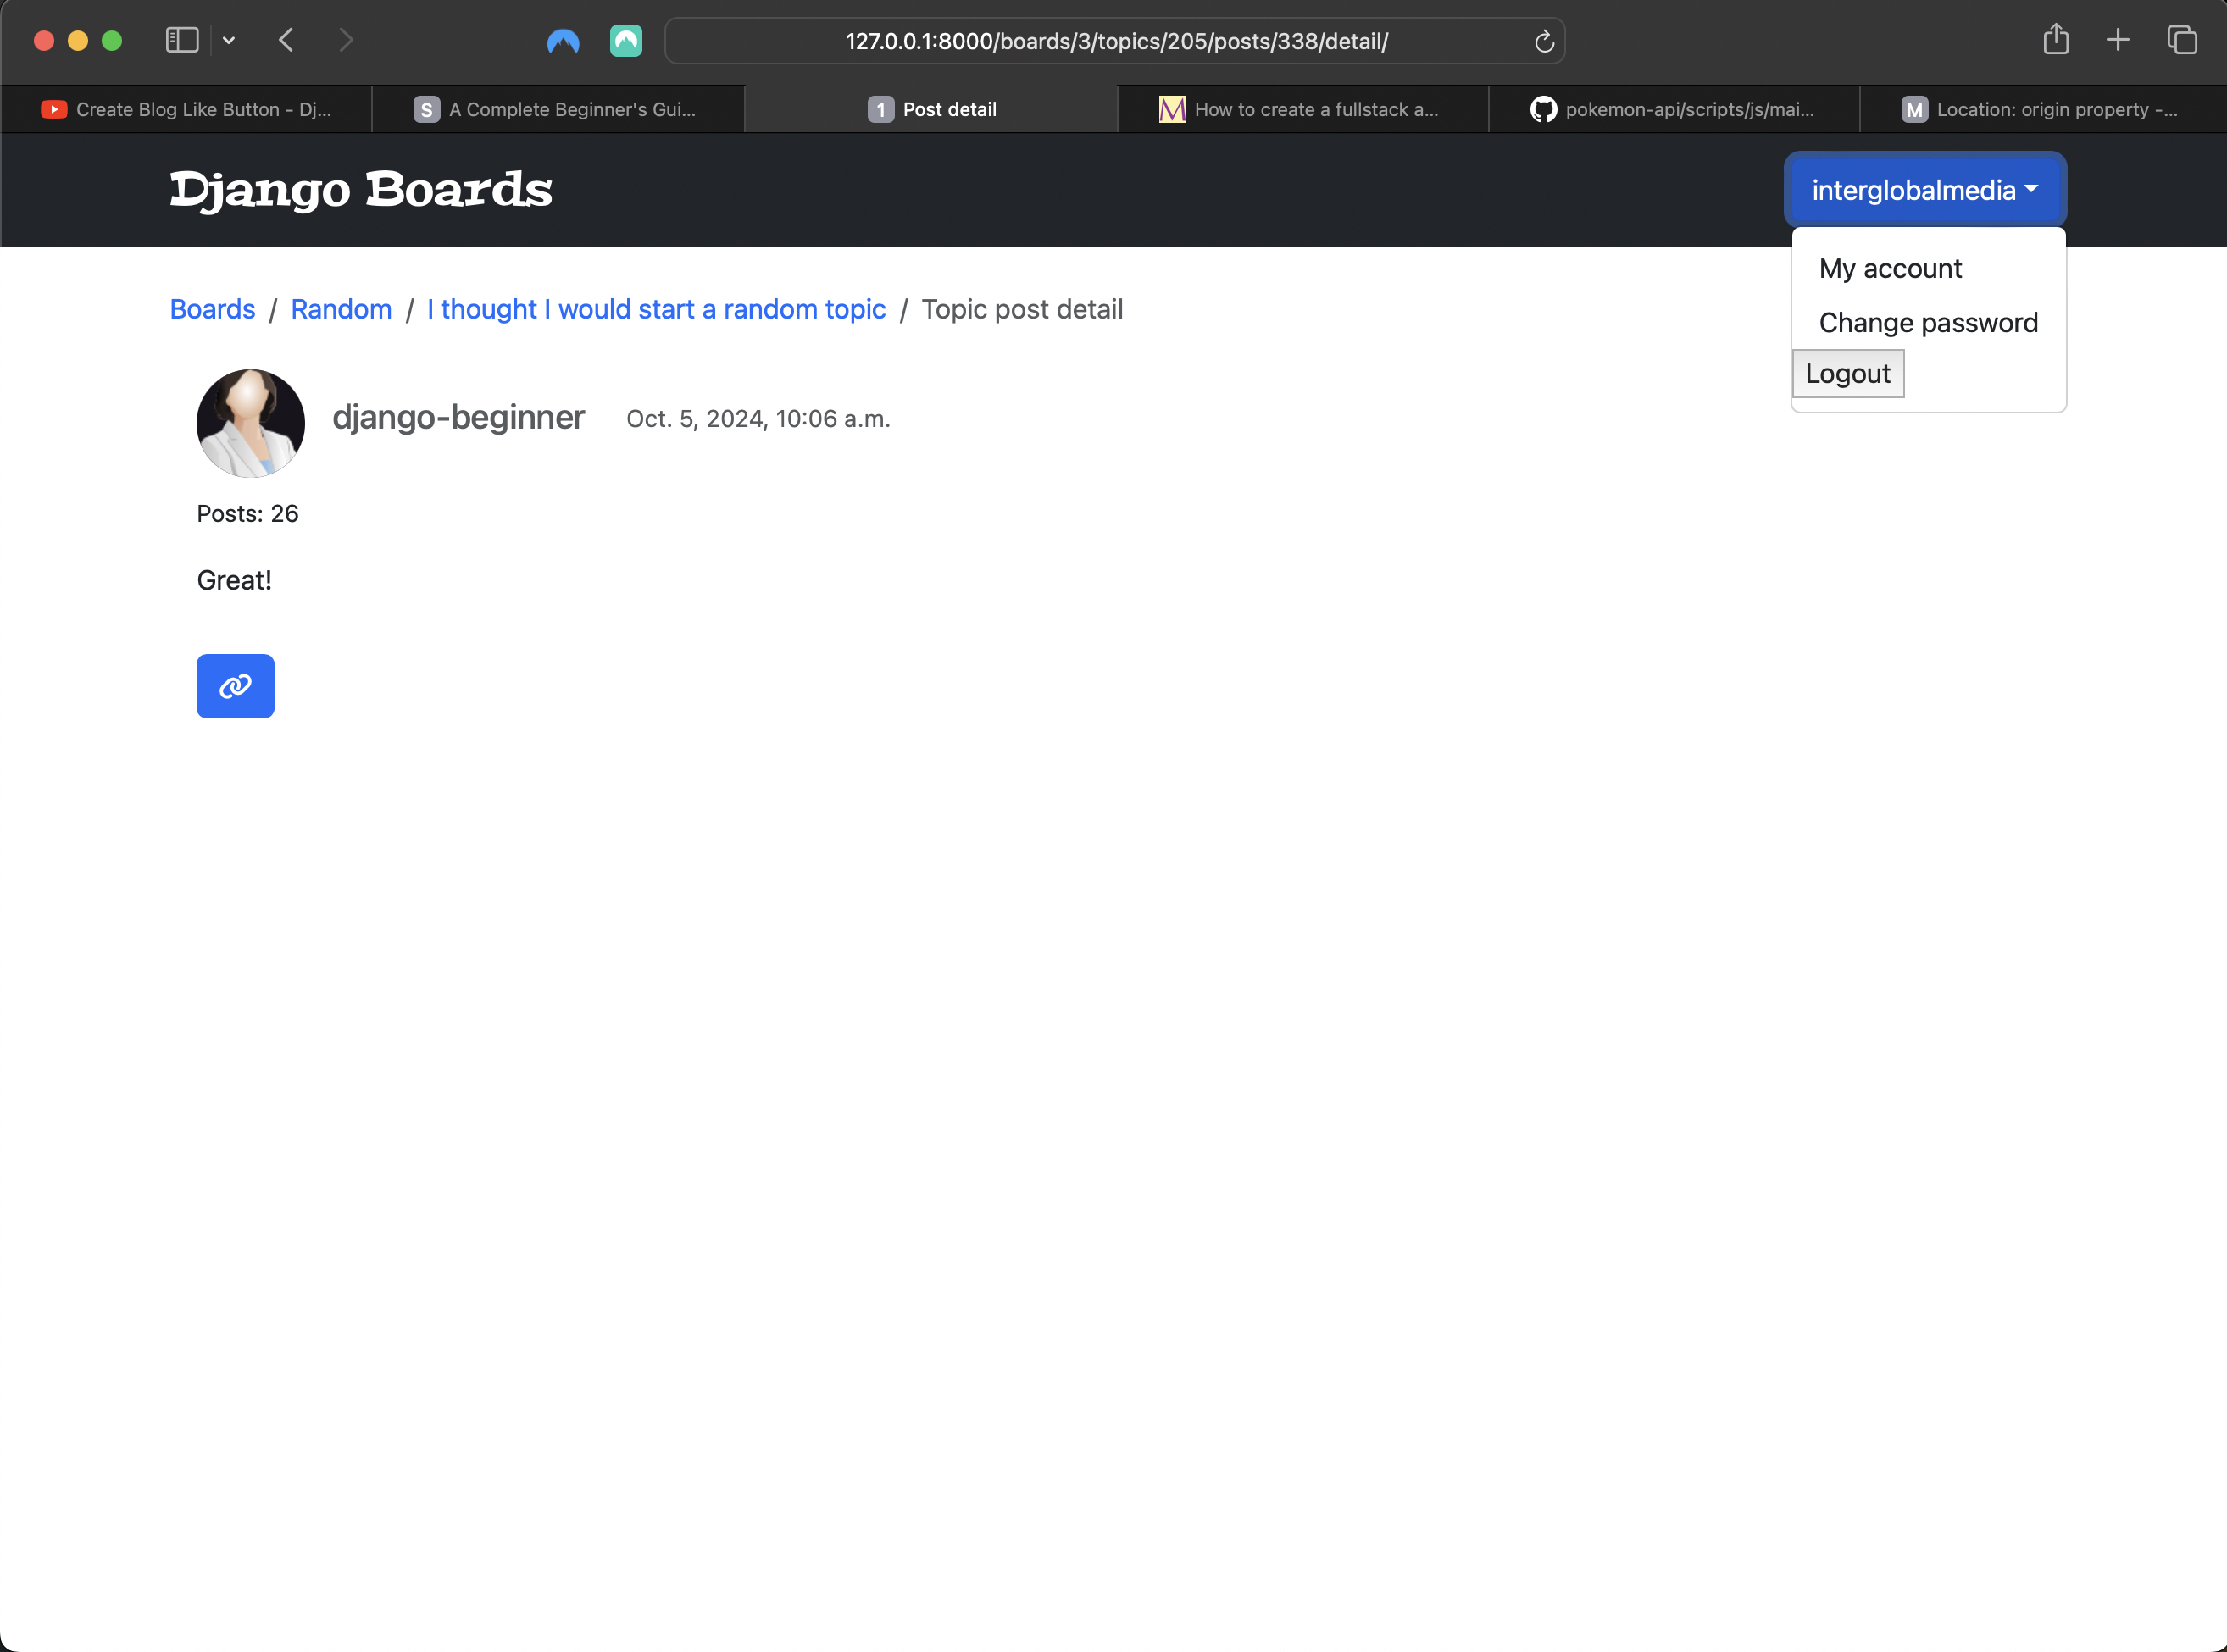 127.0.0.1:8000/boards/3/topics/205/posts/338/detail/
Create Blog Like Button - Dj...
S A Complete Beginner's Gui...
1 Post detail
How to create a fullstack a...
pokemon-api/scripts/js/mai...
M Location: origin property -...
Django Boards
interglobalmedia
My account
Change password
Logout
Boards / Random / I thought I would start a random topic / Topic post detail
django-beginner Oct. 5, 2024, 10:06 a.m.
Posts: 26
Great!